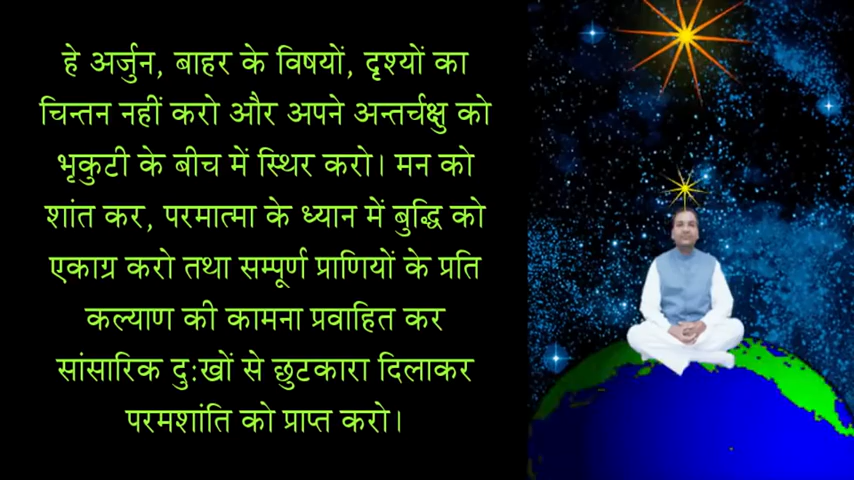 हे अर्जुन, बाहर के विषयों, दृश्यों का
चिन्तन नहीं करो और अपने अन्तर्चक्षु को
भृकुटी के बीच में स्थिर करो। मन को
शांत कर, परमात्मा के ध्यान में बुद्धि को
एकाग्र करो तथा सम्पूर्ण प्राणियों के प्रति
कल्याण की कामना प्रवाहित कर
सांसारिक दुःखों से छुटकारा दिलाकर
परमशांति को प्राप्त करो।